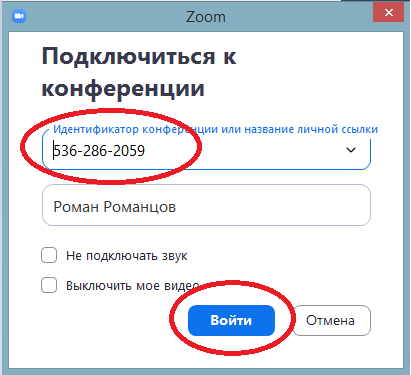 Zoom
Подключиться к
конференции
Идентификатор конференции или название личной ссылки
536-286-2059
Роман Романцов
Не подключать звук
Выключить мое видео
Войти
Отмена